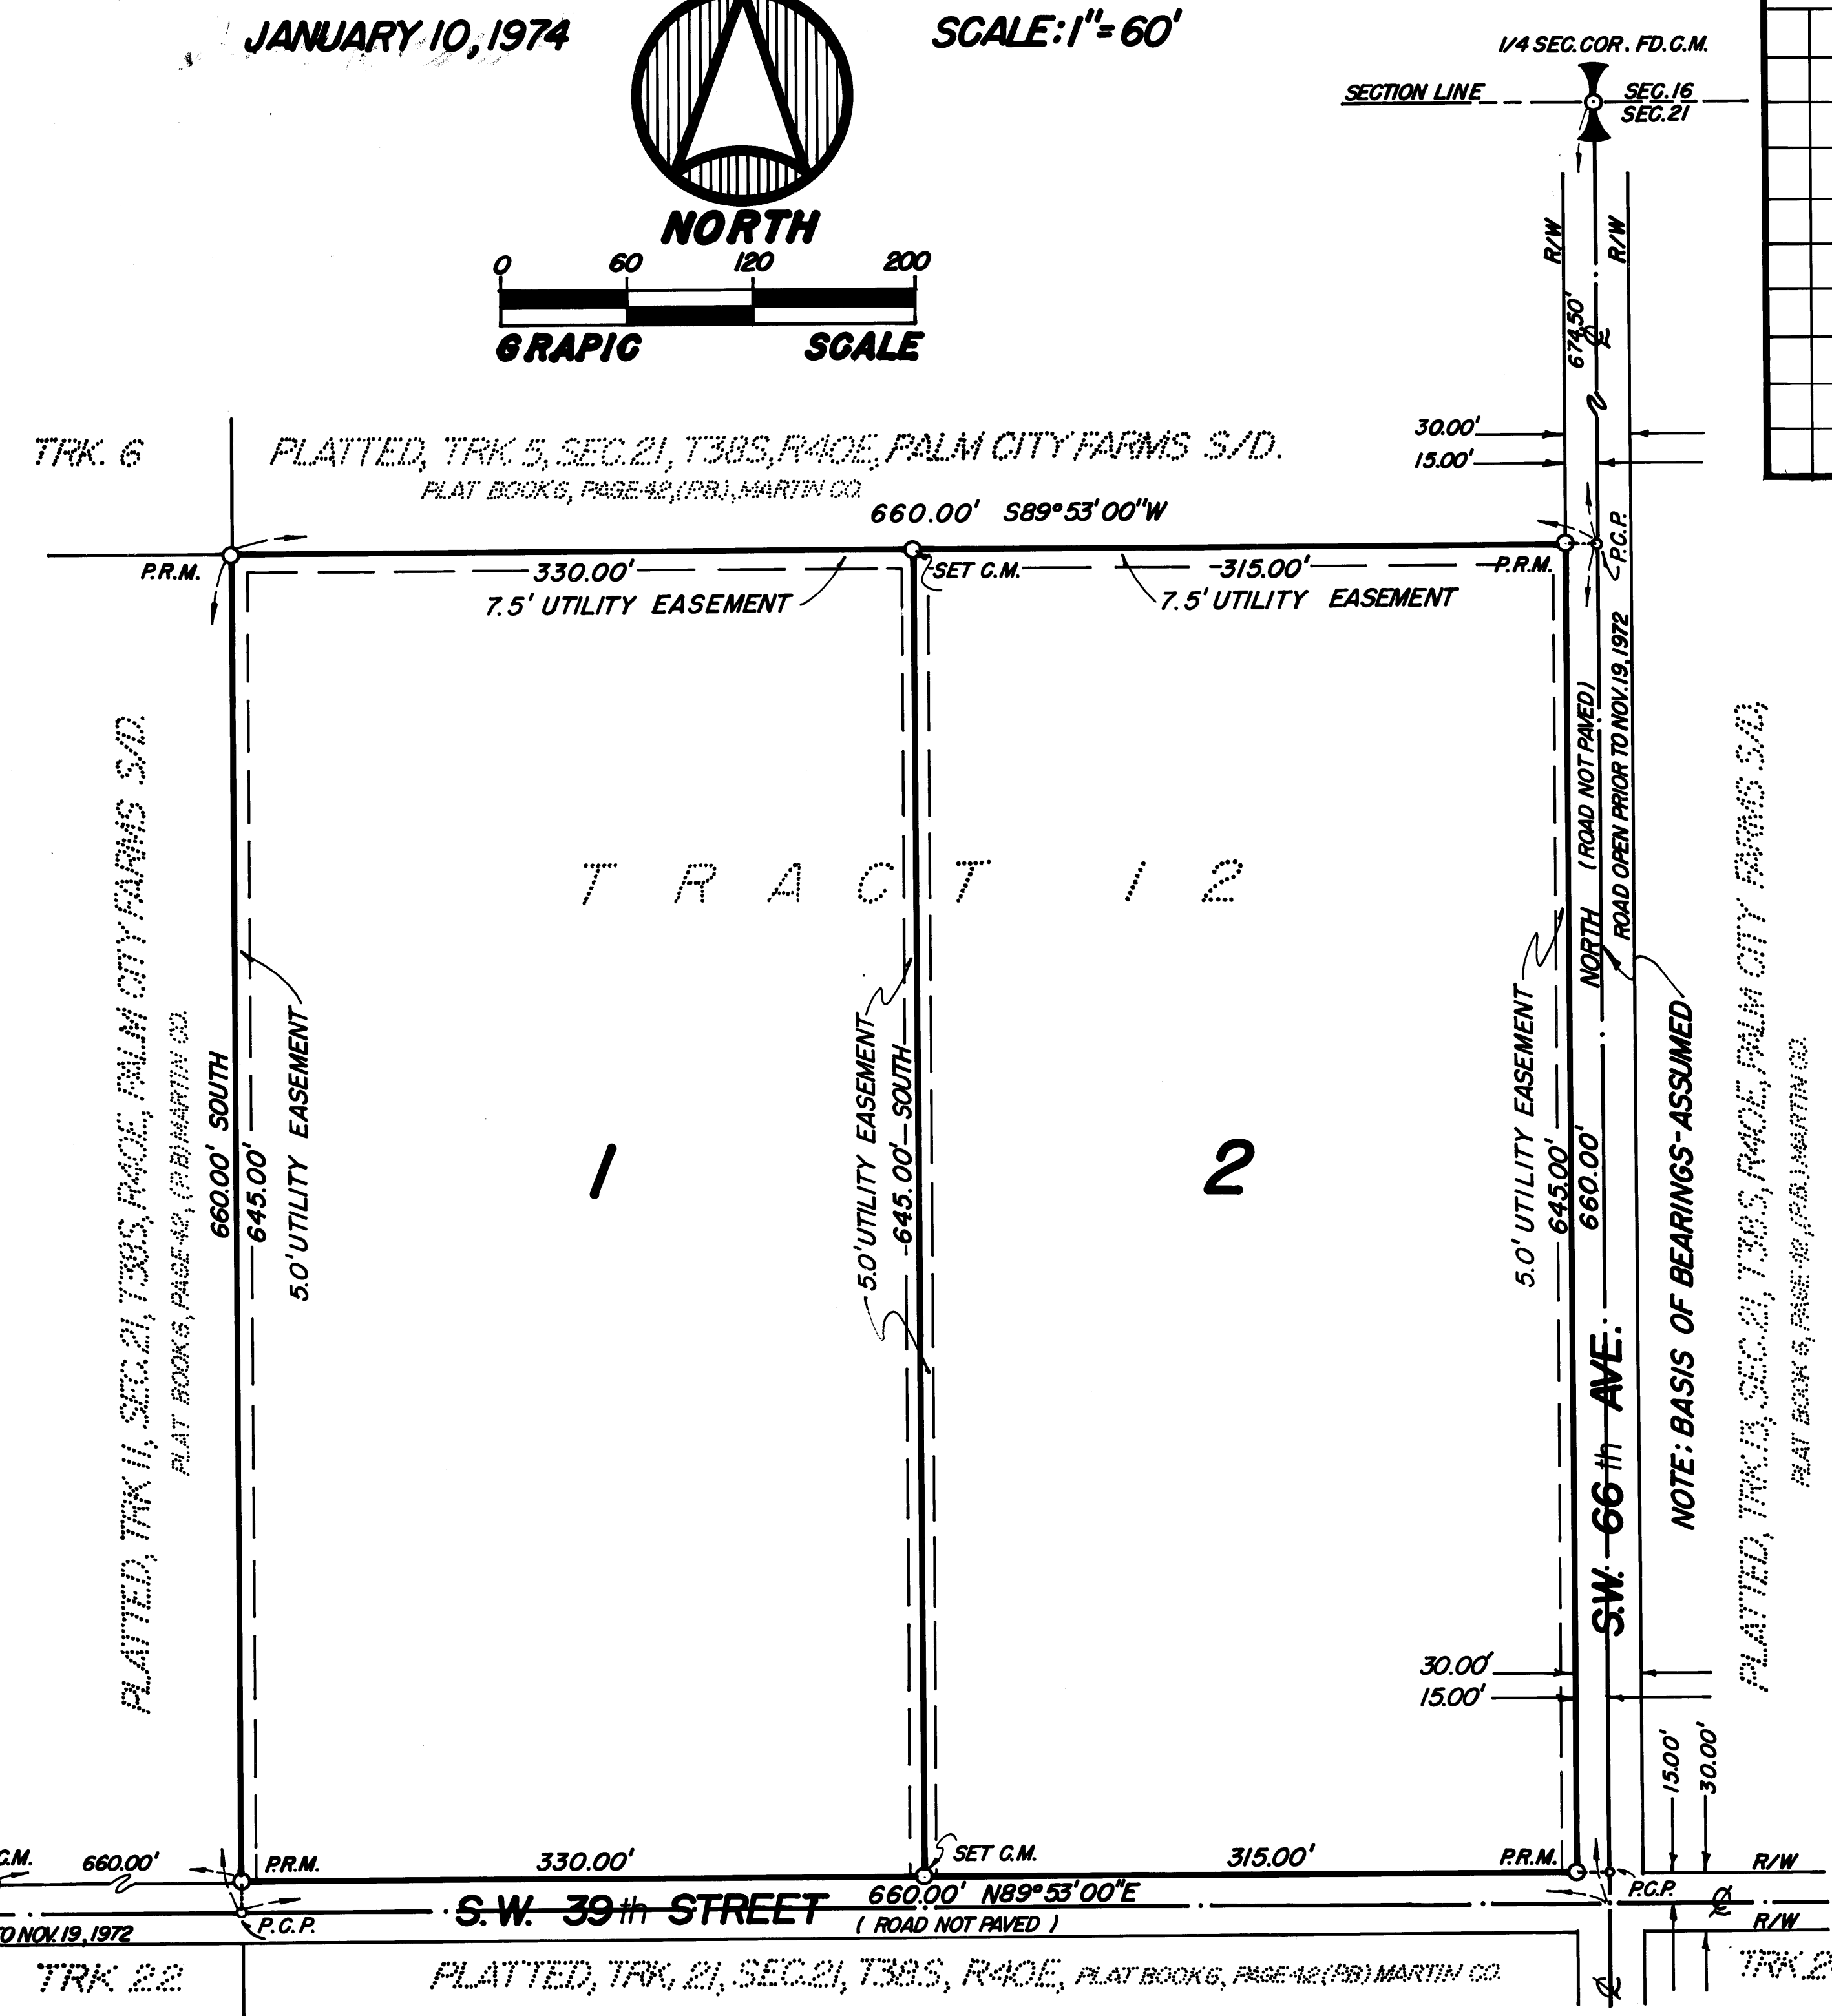 JANUARY 10, 1974
SCALE: 1"= 60'
NORTH
0 60 120 200
GRAPIC SCALE
1/4 SEC. COR. FD. C.M.
SECTION LINE
SEC. 16
SEC. 21
R/W
R/W
674.50'
℄
TRK. 6
PLATTED, TRK. 5, SEC. 21, T38S, R40E, PALM CITY FARMS S/D.
PLAT BOOK 6, PAGE-42, (P.B.), MARTIN CO.
30.00'
15.00'
660.00' S89°53'00"W
P.R.M.
330.00'
SET C.M.
315.00'
P.R.M.
P.C.P.
7.5' UTILITY EASEMENT
7.5' UTILITY EASEMENT
TRACT 12
PLATTED, TRK 11, SEC. 21, T38S, R40E, PALM CITY FARMS S/D.
PLAT BOOK 6, PAGE-42, (P.B.) MARTIN CO.
660.00' SOUTH
645.00'
5.0' UTILITY EASEMENT
1
5.0' UTILITY EASEMENT
645.00' SOUTH
2
5.0' UTILITY EASEMENT
645.00'
660.00'
NORTH
(ROAD NOT PAVED)
ROAD OPEN PRIOR TO NOV. 19, 1972
S.W. 66th AVE.
NOTE: BASIS OF BEARINGS-ASSUMED
PLATTED, TRK. 13, SEC. 21, T38S, R40E, PALM CITY FARMS S/D,
PLAT BOOK 6, PAGE-42, (P.B.), MARTIN CO.
30.00'
15.00'
15.00'
30.00'
C.M.
660.00'
P.R.M.
330.00'
SET C.M.
315.00'
P.R.M.
R/W
P.C.P.
℄
S.W. 39th STREET
660.00' N89°53'00"E
(ROAD NOT PAVED)
P.C.P.
R/W
TO NOV. 19, 1972
TRK 22
PLATTED, TRK, 21, SEC. 21, T38S, R40E, PLAT BOOK 6, PAGE-42 (P.B.) MARTIN CO.
℄